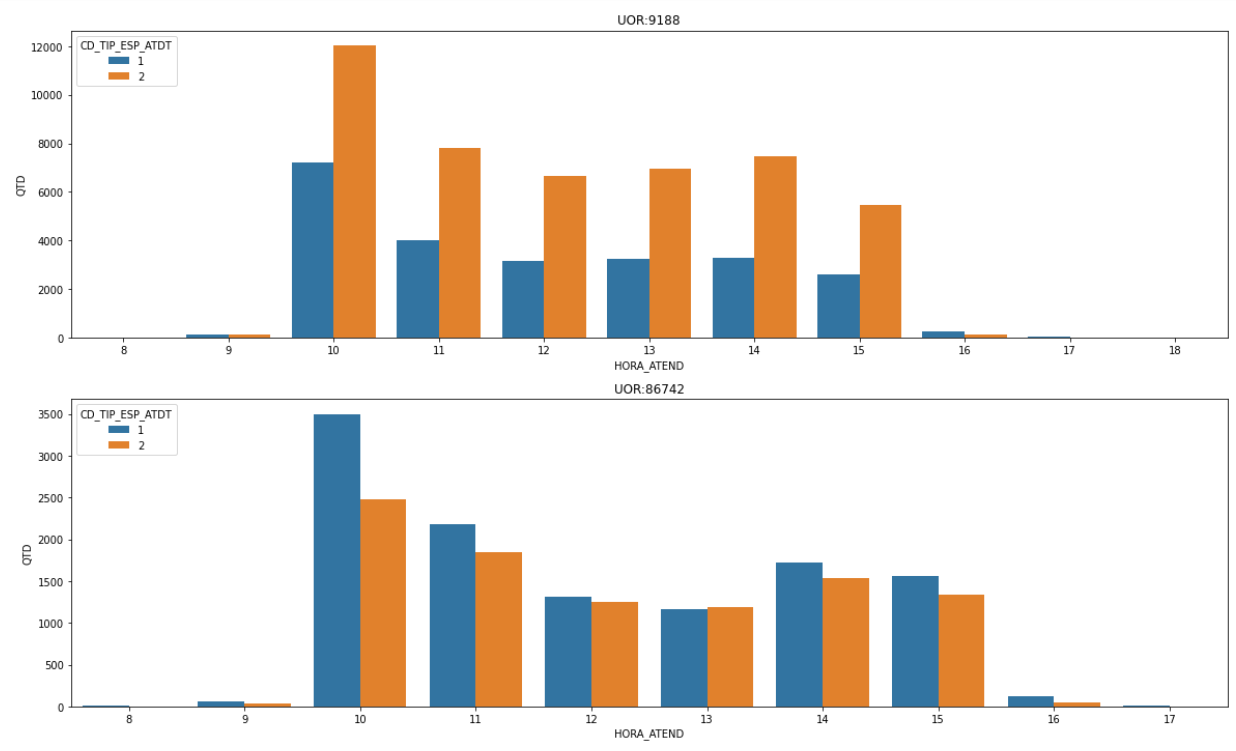 UOR:9188
CD_TIP_ESP_ATDT
1
2
QTD
12000
10000
8000
6000
4000
2000
0
8 9 10 11 12 13 14 15 16 17 18
HORA_ATEND
UOR:86742
CD_TIP_ESP_ATDT
1
2
QTD
3500
3000
2500
2000
1500
1000
500
0
8 9 10 11 12 13 14 15 16 17
HORA_ATEND